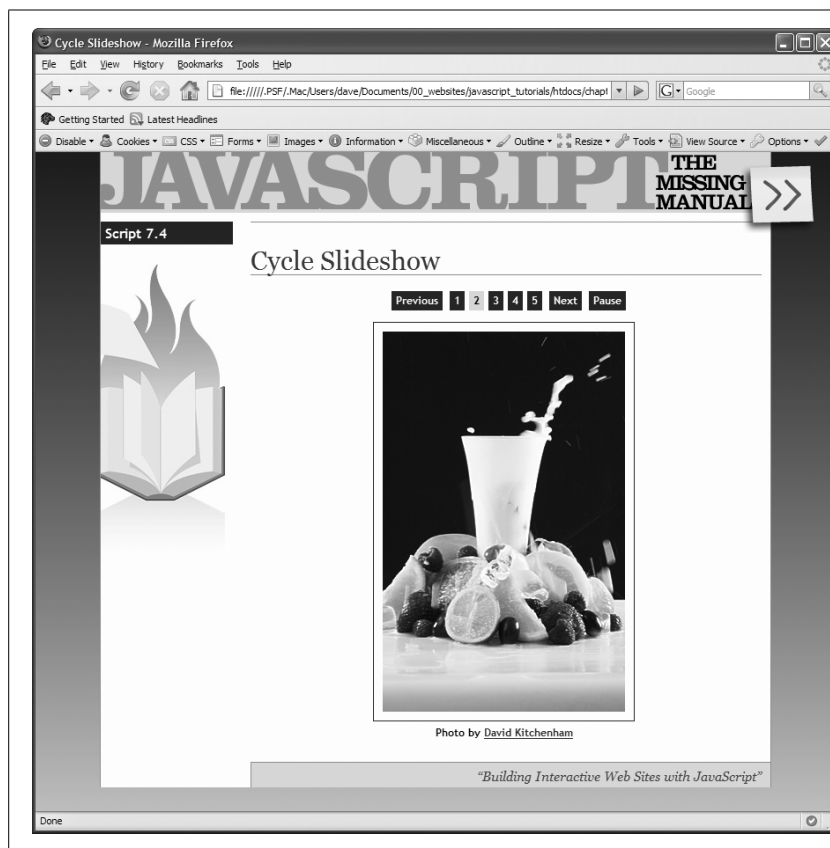 Cycle Slideshow - Mozilla Firefox
File Edit View History Bookmarks Tools Help
file://///.PSF/.Mac/Users/dave/Documents/00_websites/javascript_tutorials/htdocs/chapt
G Google
Getting Started Latest Headlines
Disable Cookies CSS Forms Images Information Miscellaneous Outline Resize Tools View Source Options
JAVASCRIPT THE
MISSING
MANUAL
Script 7.4
Cycle Slideshow
Previous 1 2 3 4 5 Next Pause
Photo by David Kitchenham
“Building Interactive Web Sites with JavaScript”
Done